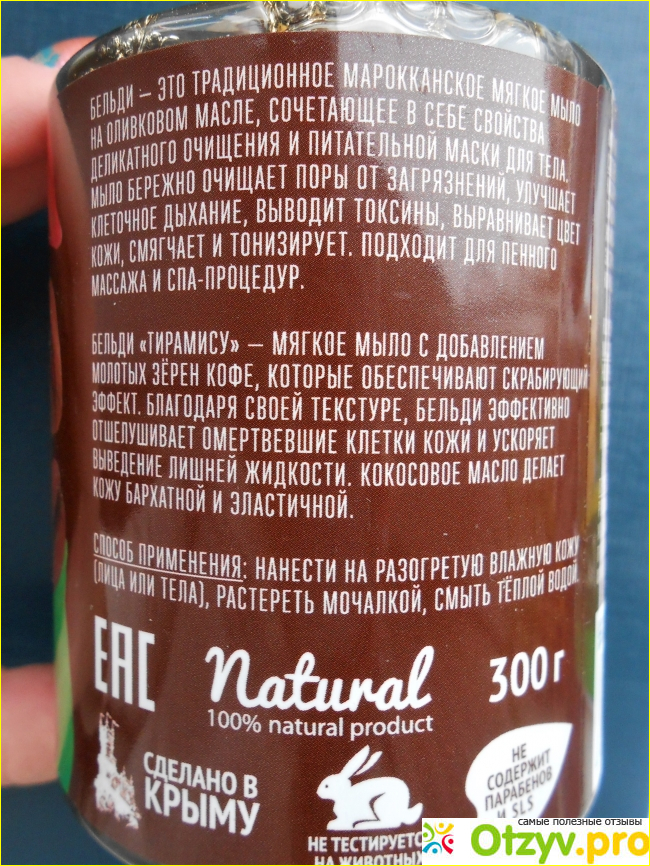 БЕЛЬДИ – ЭТО ТРАДИЦИОННОЕ МАРОККАНСКОЕ МЯГКОЕ МЫЛО
НА ОЛИВКОВОМ МАСЛЕ, СОЧЕТАЮЩЕЕ В СЕБЕ СВОЙСТВА
ДЕЛИКАТНОГО ОЧИЩЕНИЯ И ПИТАТЕЛЬНОЙ МАСКИ ДЛЯ ТЕЛА.
МЫЛО БЕРЕЖНО ОЧИЩАЕТ ПОРЫ ОТ ЗАГРЯЗНЕНИЙ, УЛУЧШАЕТ
КЛЕТОЧНОЕ ДЫХАНИЕ, ВЫВОДИТ ТОКСИНЫ, ВЫРАВНИВАЕТ ЦВЕТ
КОЖИ, СМЯГЧАЕТ И ТОНИЗИРУЕТ. ПОДХОДИТ ДЛЯ ПЕННОГО
МАССАЖА И СПА-ПРОЦЕДУР.
БЕЛЬДИ «ТИРАМИСУ» – МЯГКОЕ МЫЛО С ДОБАВЛЕНИЕМ
МОЛОТЫХ ЗЁРЕН КОФЕ, КОТОРЫЕ ОБЕСПЕЧИВАЮТ СКРАБИРУЮЩИЙ
ЭФФЕКТ. БЛАГОДАРЯ СВОЕЙ ТЕКСТУРЕ, БЕЛЬДИ ЭФФЕКТИВНО
ОТШЕЛУШИВАЕТ ОМЕРТВЕВШИЕ КЛЕТКИ КОЖИ И УСКОРЯЕТ
ВЫВЕДЕНИЕ ЛИШНЕЙ ЖИДКОСТИ. КОКОСОВОЕ МАСЛО ДЕЛАЕТ
КОЖУ БАРХАТНОЙ И ЭЛАСТИЧНОЙ.
СПОСОБ ПРИМЕНЕНИЯ: НАНЕСТИ НА РАЗОГРЕТУЮ ВЛАЖНУЮ КОЖУ
(ЛИЦА ИЛИ ТЕЛА), РАСТЕРЕТЬ МОЧАЛКОЙ, СМЫТЬ ТЁПЛОЙ ВОДОЙ.
EAC
Natural
300 г
100% natural product
СДЕЛАНО В
КРЫМУ
НЕ ТЕСТИРУЕТС
НА ЖИВОТНЫХ
НЕ
СОДЕРЖИТ
ПАРАБЕНОВ
И SLS
самые полезные отзывы
Otzyv.pro